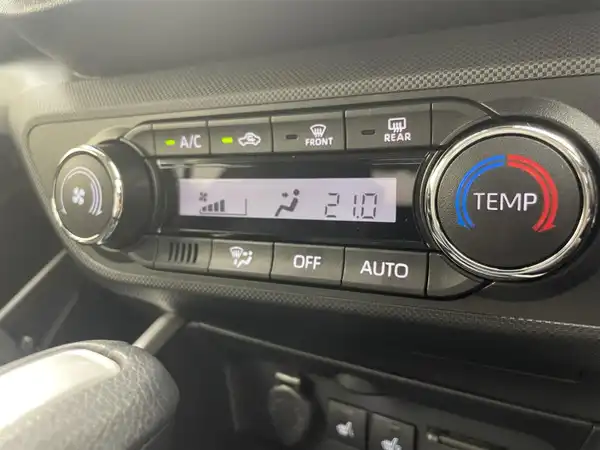 A/C
FRONT
REAR
21.0
TEMP
OFF
AUTO